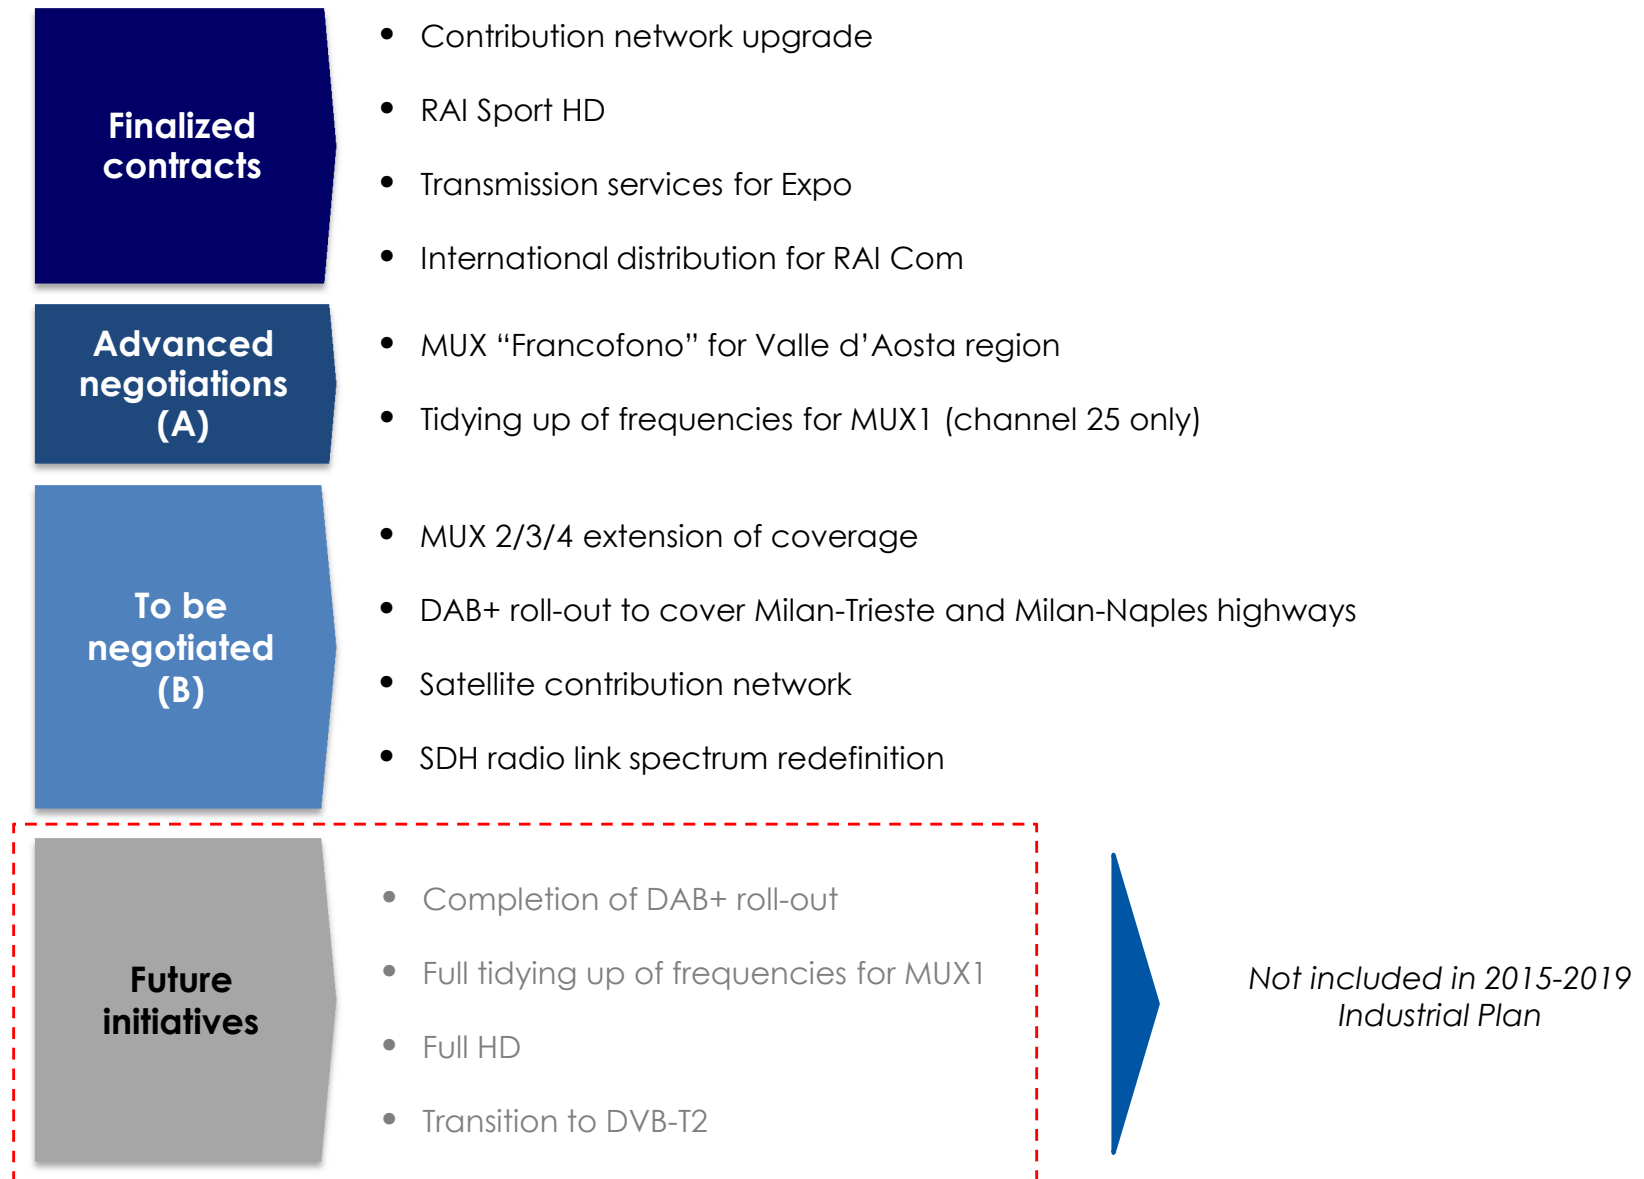 Finalized
contracts
• Contribution network upgrade
• RAI Sport HD
• Transmission services for Expo
• International distribution for RAI Com
Advanced
negotiations
(A)
• MUX “Francofono” for Valle d’Aosta region
• Tidying up of frequencies for MUX1 (channel 25 only)
To be
negotiated
(B)
• MUX 2/3/4 extension of coverage
• DAB+ roll-out to cover Milan-Trieste and Milan-Naples highways
• Satellite contribution network
• SDH radio link spectrum redefinition
Future
initiatives
• Completion of DAB+ roll-out
• Full tidying up of frequencies for MUX1
• Full HD
• Transition to DVB-T2
Not included in 2015-2019
Industrial Plan